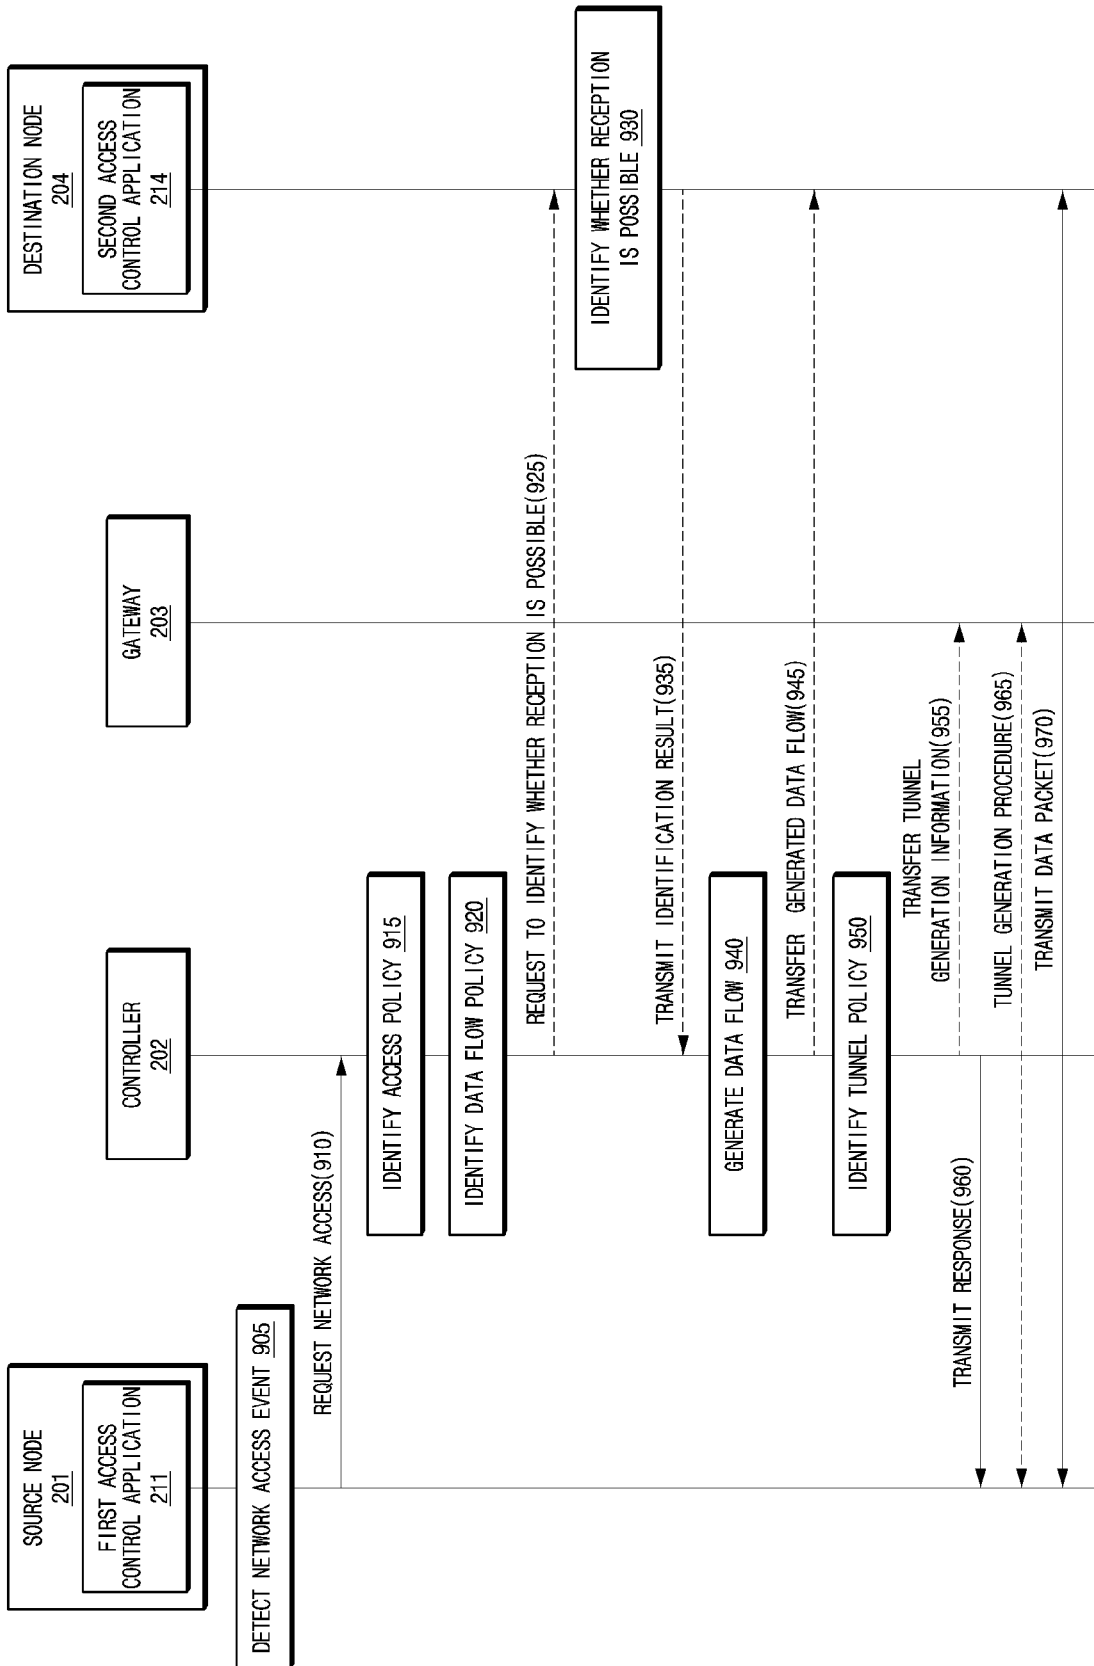 SOURCE NODE
201
FIRST ACCESS
CONTROL APPLICATION
211
CONTROLLER
202
GATEWAY
203
DESTINATION NODE
204
SECOND ACCESS
CONTROL APPLICATION
214
DETECT NETWORK ACCESS EVENT 905
REQUEST NETWORK ACCESS(910)
IDENTIFY ACCESS POLICY 915
IDENTIFY DATA FLOW POLICY 920
REQUEST TO IDENTIFY WHETHER RECEPTION IS POSSIBLE(925)
IDENTIFY WHETHER RECEPTION
IS POSSIBLE 930
TRANSMIT IDENTIFICATION RESULT(935)
GENERATE DATA FLOW 940
TRANSFER GENERATED DATA FLOW(945)
IDENTIFY TUNNEL POLICY 950
TRANSFER TUNNEL
GENERATION INFORMATION(955)
TRANSMIT RESPONSE(960)
TUNNEL GENERATION PROCEDURE(965)
TRANSMIT DATA PACKET(970)